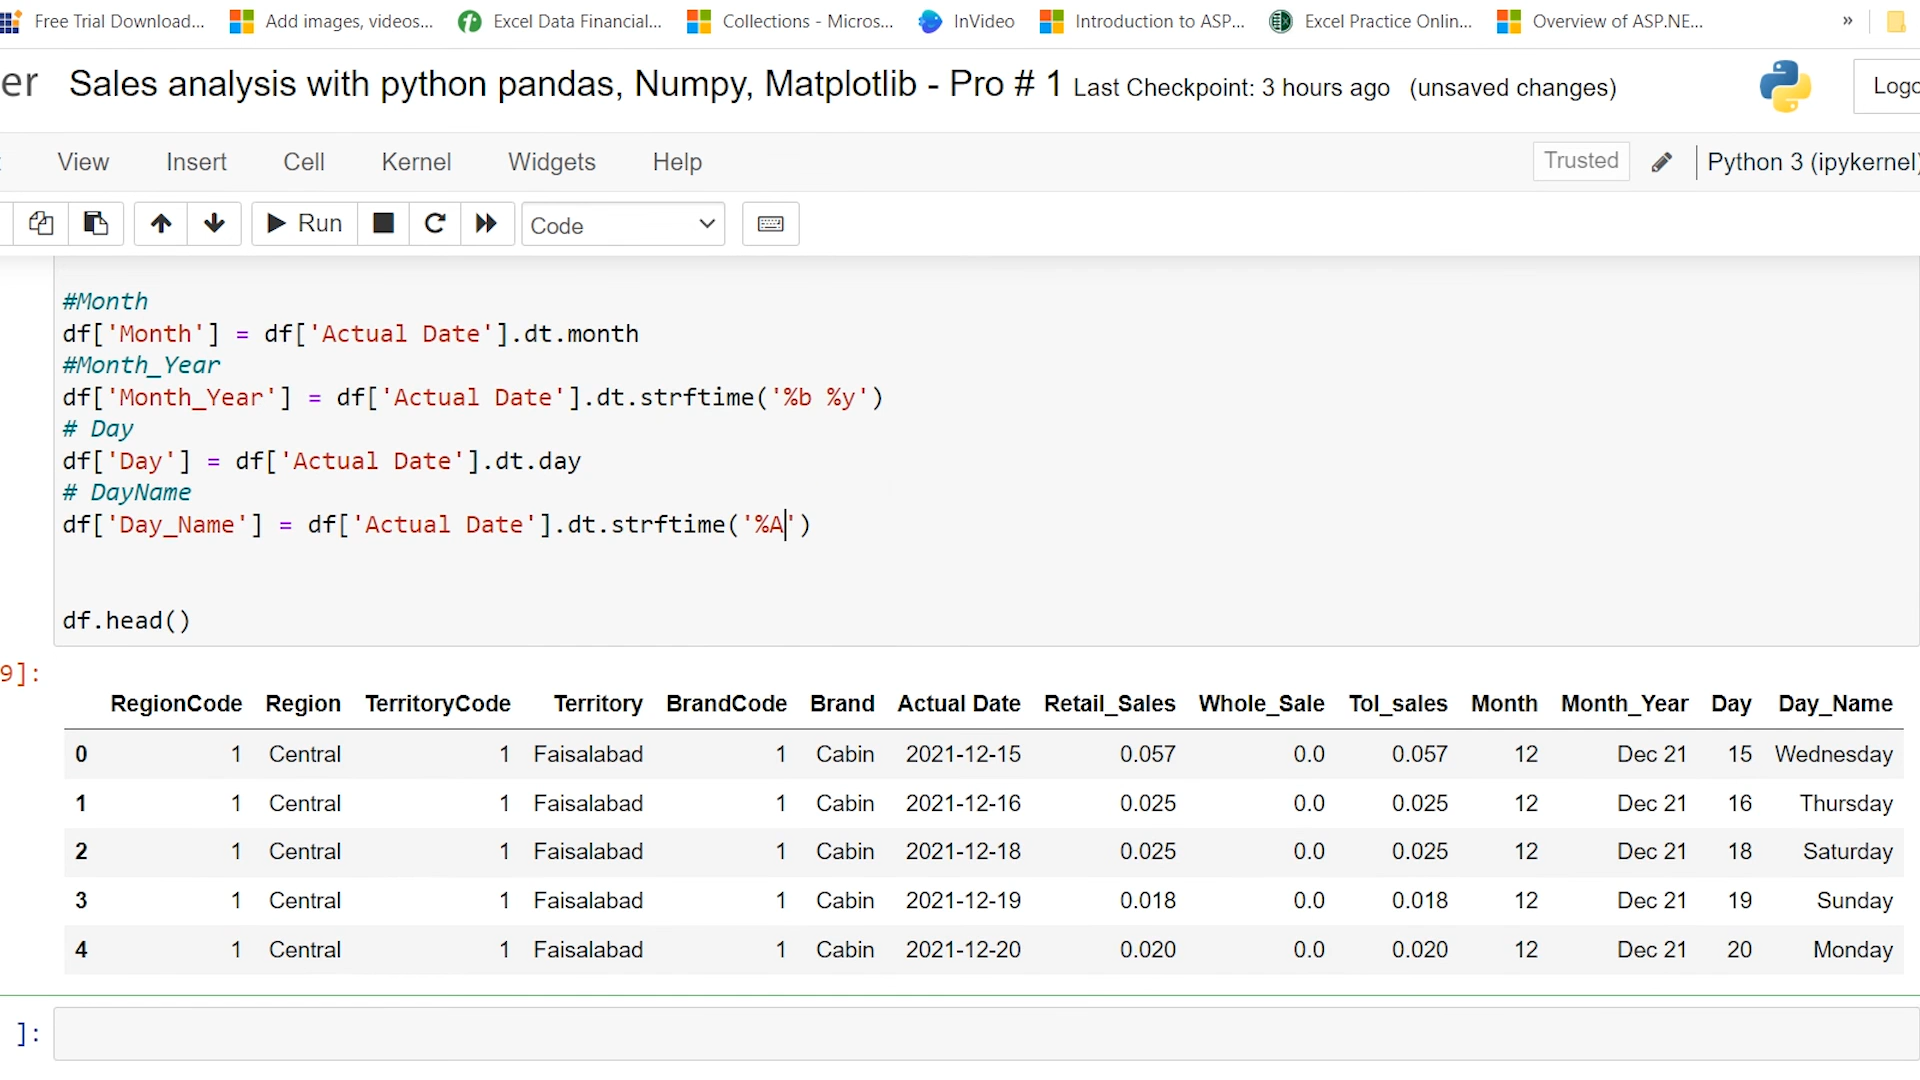 Free Trial Download... Add images, videos... Excel Data Financial... Collections - Micros... InVideo Introduction to ASP... Excel Practice Onlin... Overview of ASP.NE... »
er Sales analysis with python pandas, Numpy, Matplotlib - Pro # 1 Last Checkpoint: 3 hours ago (unsaved changes) Logo
View Insert Cell Kernel Widgets Help Trusted Python 3 (ipykernel)
Run Code
#Month
df['Month'] = df['Actual Date'].dt.month
#Month_Year
df['Month_Year'] = df['Actual Date'].dt.strftime('%b %y')
# Day
df['Day'] = df['Actual Date'].dt.day
# DayName
df['Day_Name'] = df['Actual Date'].dt.strftime('%A')
df.head()
9]:
RegionCode Region TerritoryCode Territory BrandCode Brand Actual Date Retail_Sales Whole_Sale Tol_sales Month Month_Year Day Day_Name
0 1 Central 1 Faisalabad 1 Cabin 2021-12-15 0.057 0.0 0.057 12 Dec 21 15 Wednesday
1 1 Central 1 Faisalabad 1 Cabin 2021-12-16 0.025 0.0 0.025 12 Dec 21 16 Thursday
2 1 Central 1 Faisalabad 1 Cabin 2021-12-18 0.025 0.0 0.025 12 Dec 21 18 Saturday
3 1 Central 1 Faisalabad 1 Cabin 2021-12-19 0.018 0.0 0.018 12 Dec 21 19 Sunday
4 1 Central 1 Faisalabad 1 Cabin 2021-12-20 0.020 0.0 0.020 12 Dec 21 20 Monday
]: